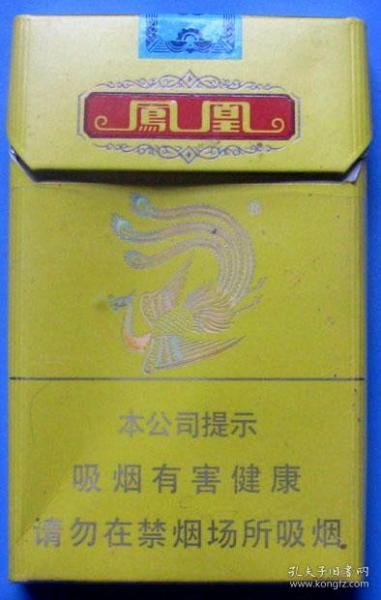 鳳凰
®
本公司提示
吸烟有害健康
请勿在禁烟场所吸烟
孔夫子旧书网
www.kongfz.com